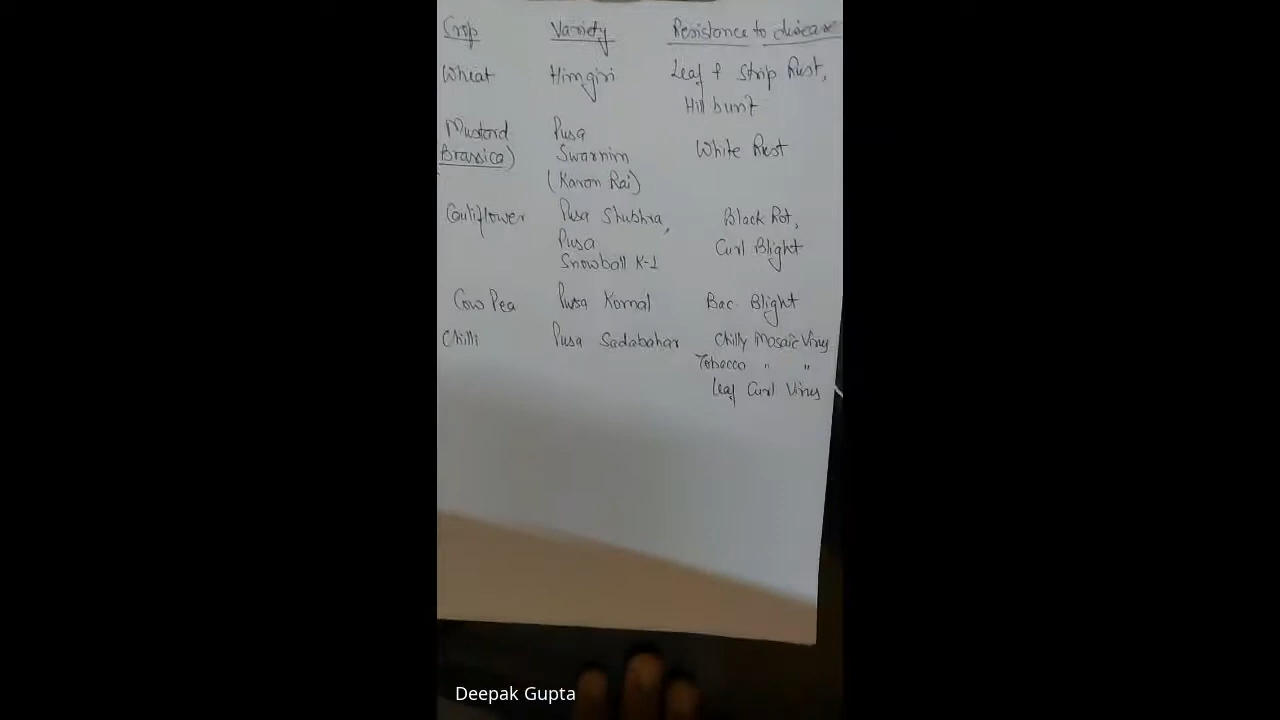 Crop Variety Resistance to disease
Wheat Himgiri Leaf & Strip Rust,
Hill bunt
Mustord Pusa
Brassica) Swarnim White Rust
(Karon Rai)
Cauliflower Pusa Shubhra, Black Rot,
Pusa Curl Blight
Snowball K-1
Cow Pea Pusa Komal Bac. Blight
Chilli Pusa Sadabahar Chilly Mosaic Virus
Tobacco " "
Leaf Curl Virus
Deepak Gupta